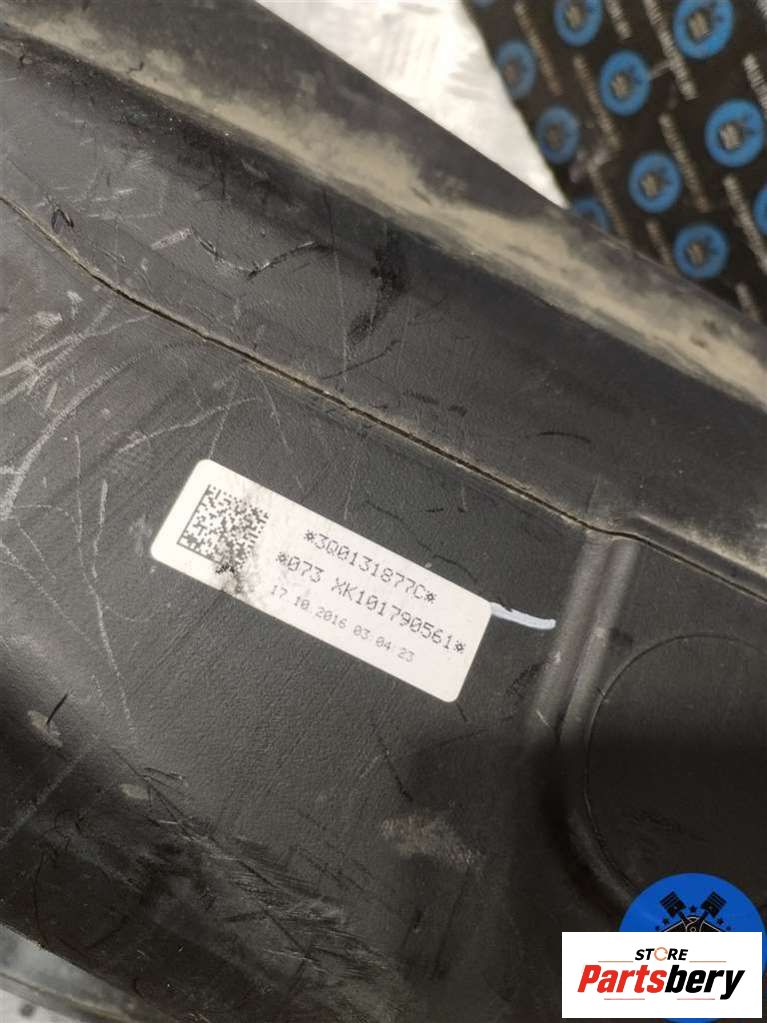 *3Q0131877C*
*073 XK101790561*
17.10.2016 03:04:23
STORE
Partsbery